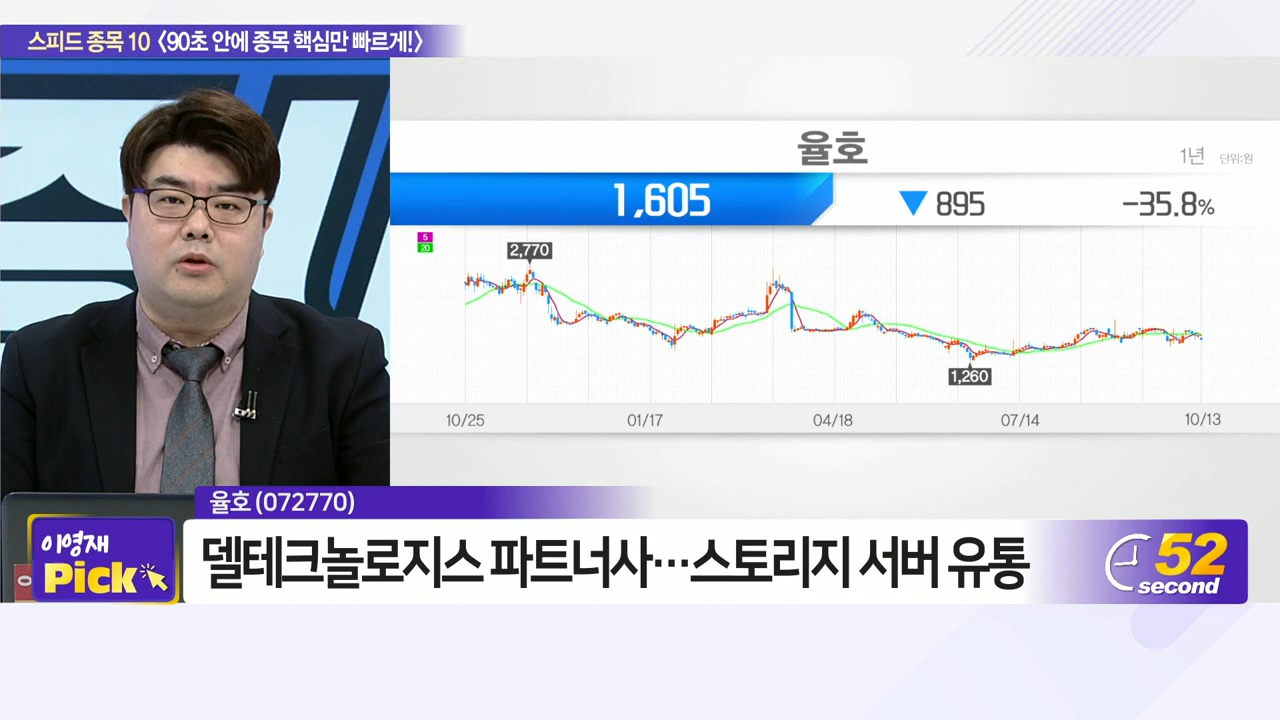 스피드 종목 10 〈90초 안에 종목 핵심만 빠르게!〉
율호
1년 단위:원
1,605 ▼ 895 -35.8%
5
20
2,770
1,260
10/25 01/17 04/18 07/14 10/13
율호 (072770)
이영재
Pick
델테크놀로지스 파트너사…스토리지 서버 유통
52
second